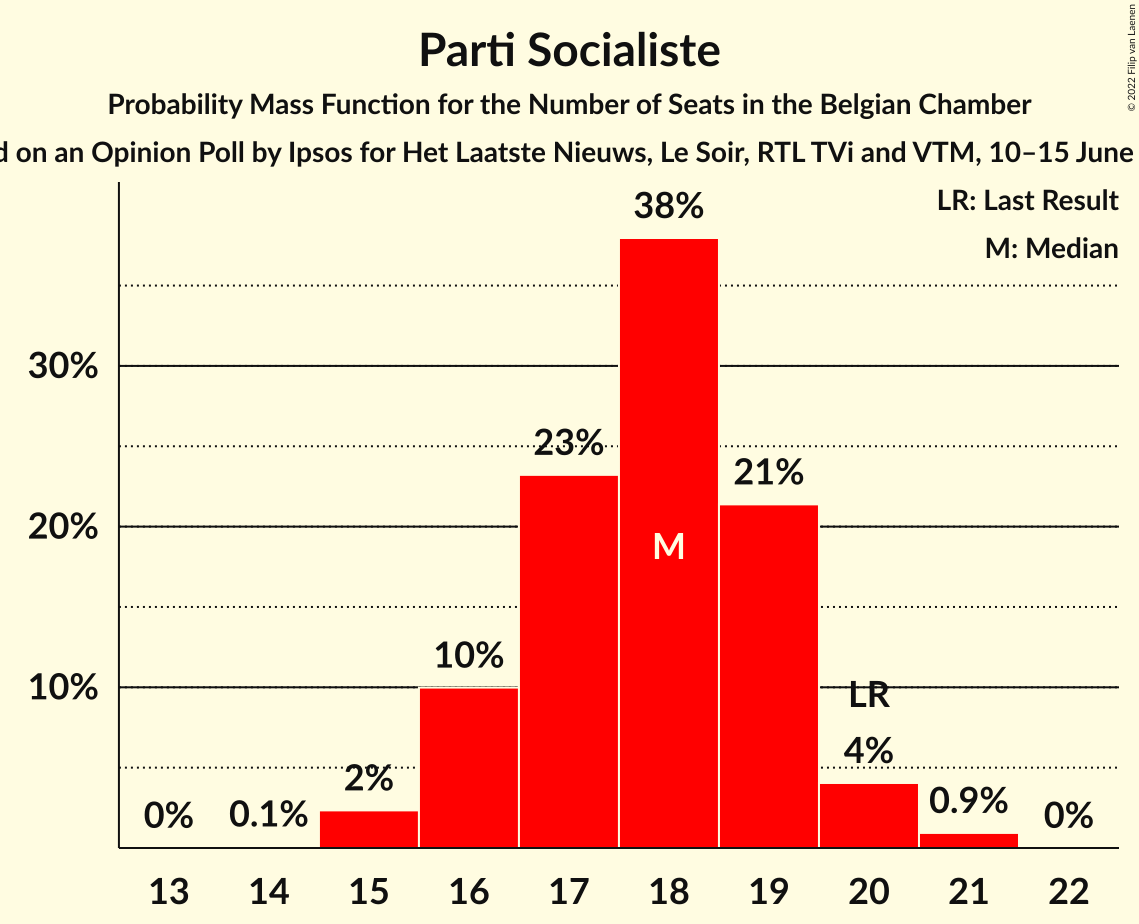 Parti Socialiste
Probability Mass Function for the Number of Seats in the Belgian Chamber
on an Opinion Poll by Ipsos for Het Laatste Nieuws, Le Soir, RTL TVi and VTM, 10–15 June
© 2022 Filip van Laenen
LR: Last Result
M: Median
38%
30%
23%
21%
20%
M
10%
10%
LR
4%
2%
0.9%
0%
0.1%
0%
13 14 15 16 17 18 19 20 21 22